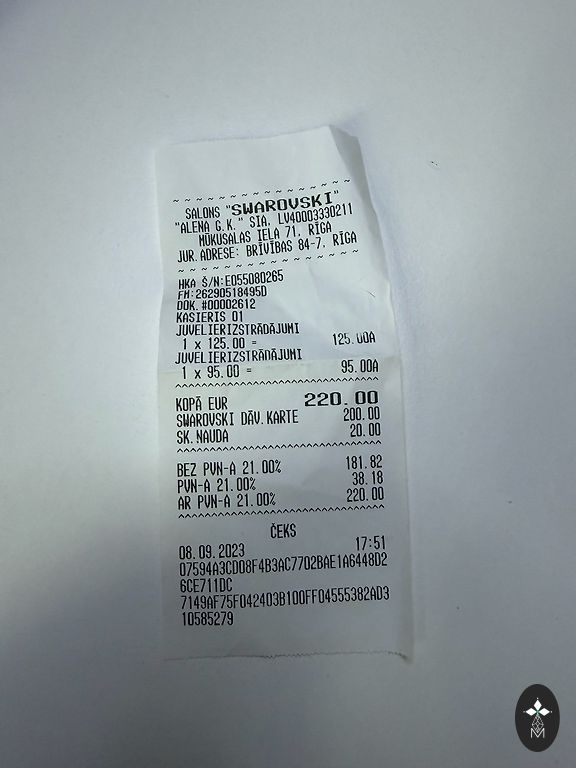 ~ ~ ~ ~ ~ ~ ~ ~ ~ ~ ~ ~ ~ ~
SALONS "SWAROVSKI"
"ALENA G.K." SIA, LV40003330211
MŪKUSALAS IELA 71, RĪGA
JUR.ADRESE: BRĪVĪBAS 84-7, RĪGA
~ ~ ~ ~ ~ ~ ~ ~ ~ ~ ~ ~ ~ ~
HKA Š/N:E055080265
FM:26290518495D
DOK.#00002612
KASIERIS 01
JUVELIERIZSTRĀDĀJUMI
1 x 125.00 = 125.00A
JUVELIERIZSTRĀDĀJUMI
1 x 95.00 = 95.00A
^^^^^^^^^^^^^^^^^^^^^^^^^^^^
KOPĀ EUR 220.00
SWAROVSKI DĀV.KARTE 200.00
SK.NAUDA 20.00
^^^^^^^^^^^^^^^^^^^^^^^^^^^^
BEZ PVN-A 21.00% 181.82
PVN-A 21.00% 38.18
AR PVN-A 21.00% 220.00
^^^^^^^^^^^^^^^^^^^^^^^^^^^^
ČEKS
08.09.2023 17:51
07594A3CD08F4B3AC7702BAE1A6448D2
6CE711DC
7149AF75F042403B100FF04555382AD3
10585279
M